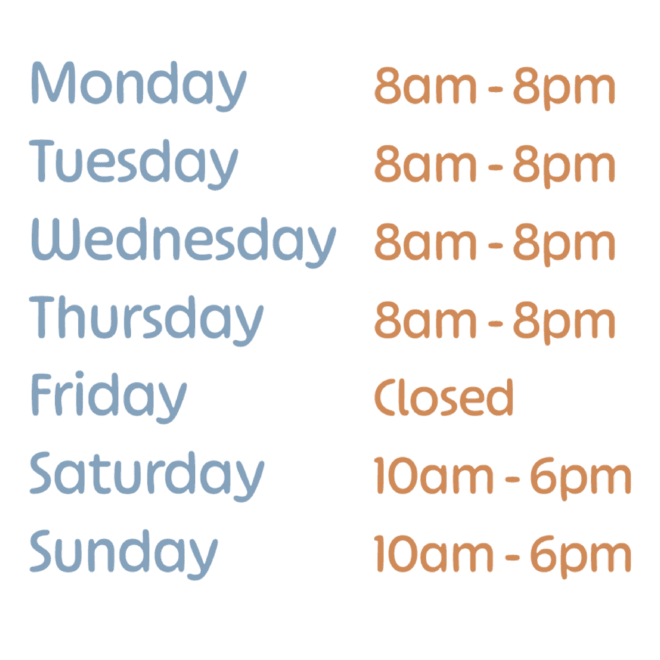 Monday 8am - 8pm
Tuesday 8am - 8pm
Wednesday 8am - 8pm
Thursday 8am - 8pm
Friday Closed
Saturday 10am - 6pm
Sunday 10am - 6pm